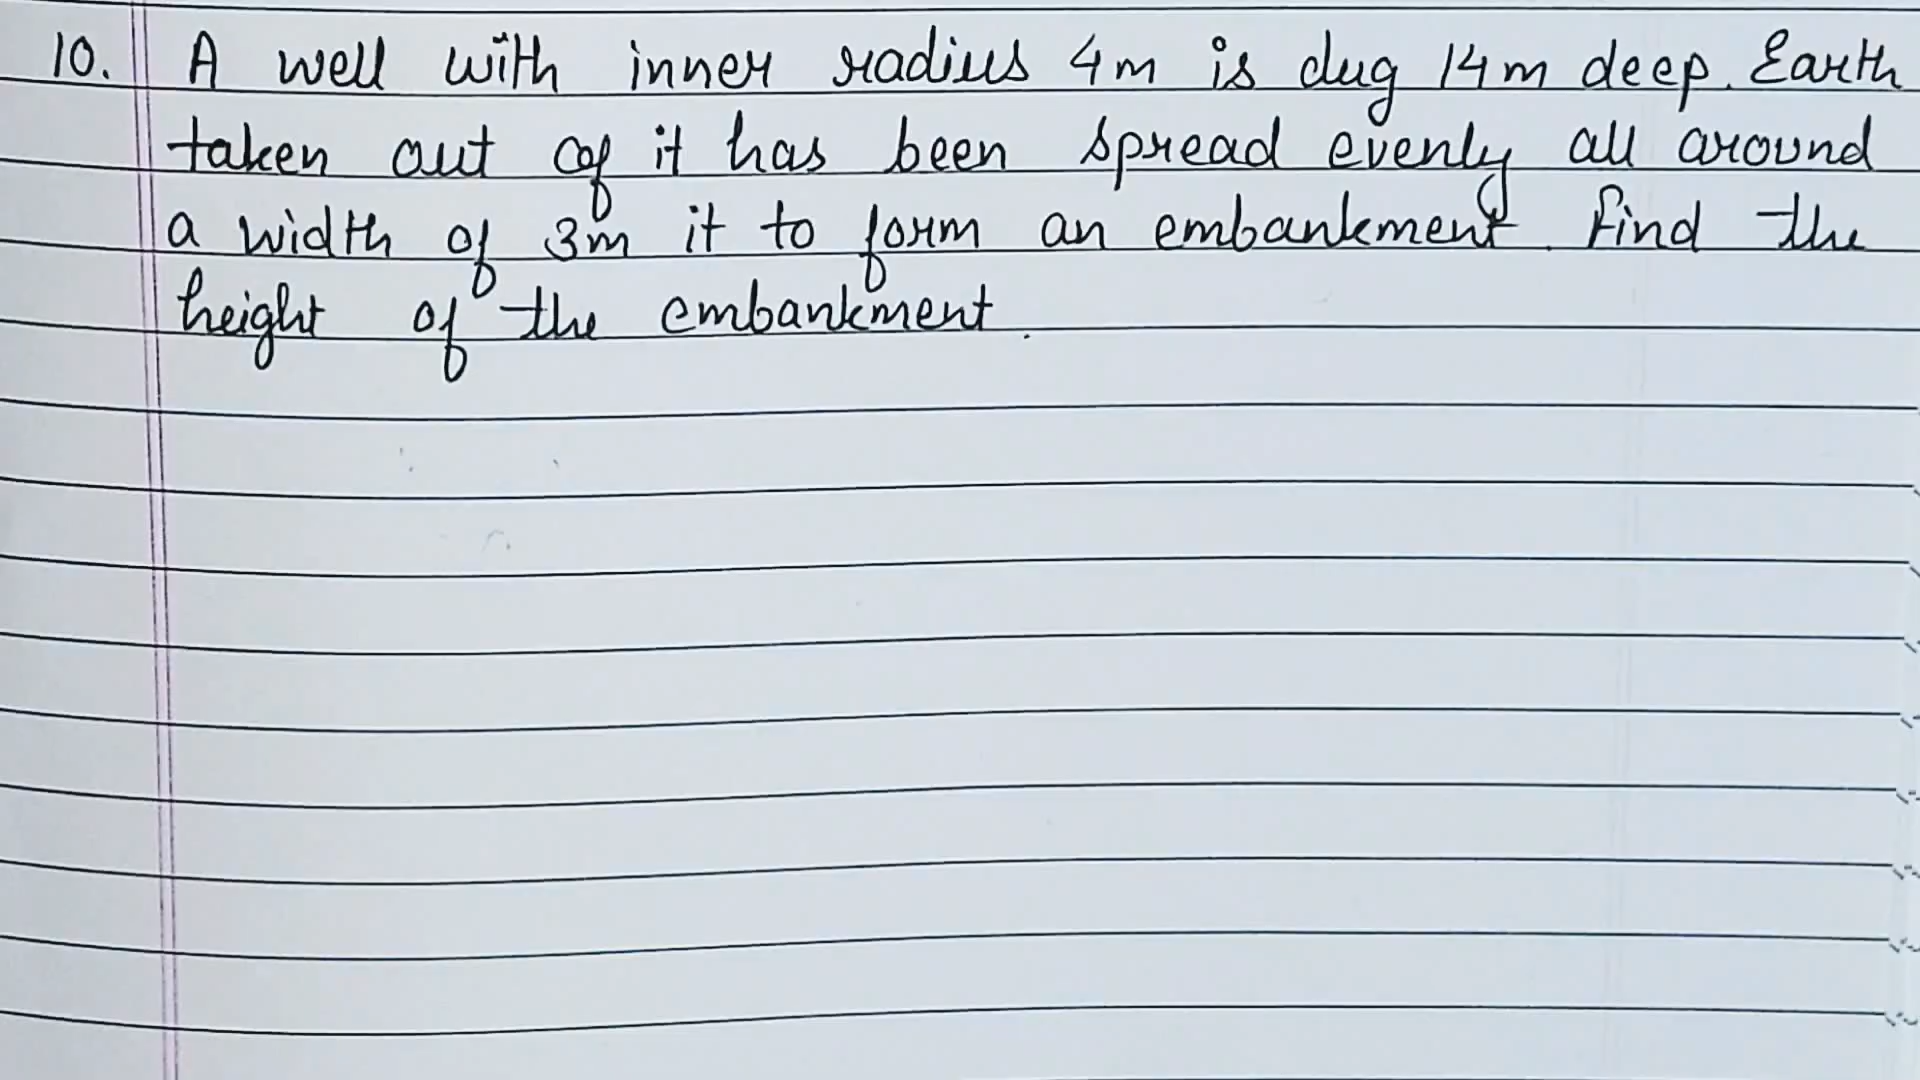 10. A well with inner radius 4m is dug 14m deep. Earth
taken out of it has been spread evenly all around
a width of 3m it to form an embankment. Find the
height of the embankment.